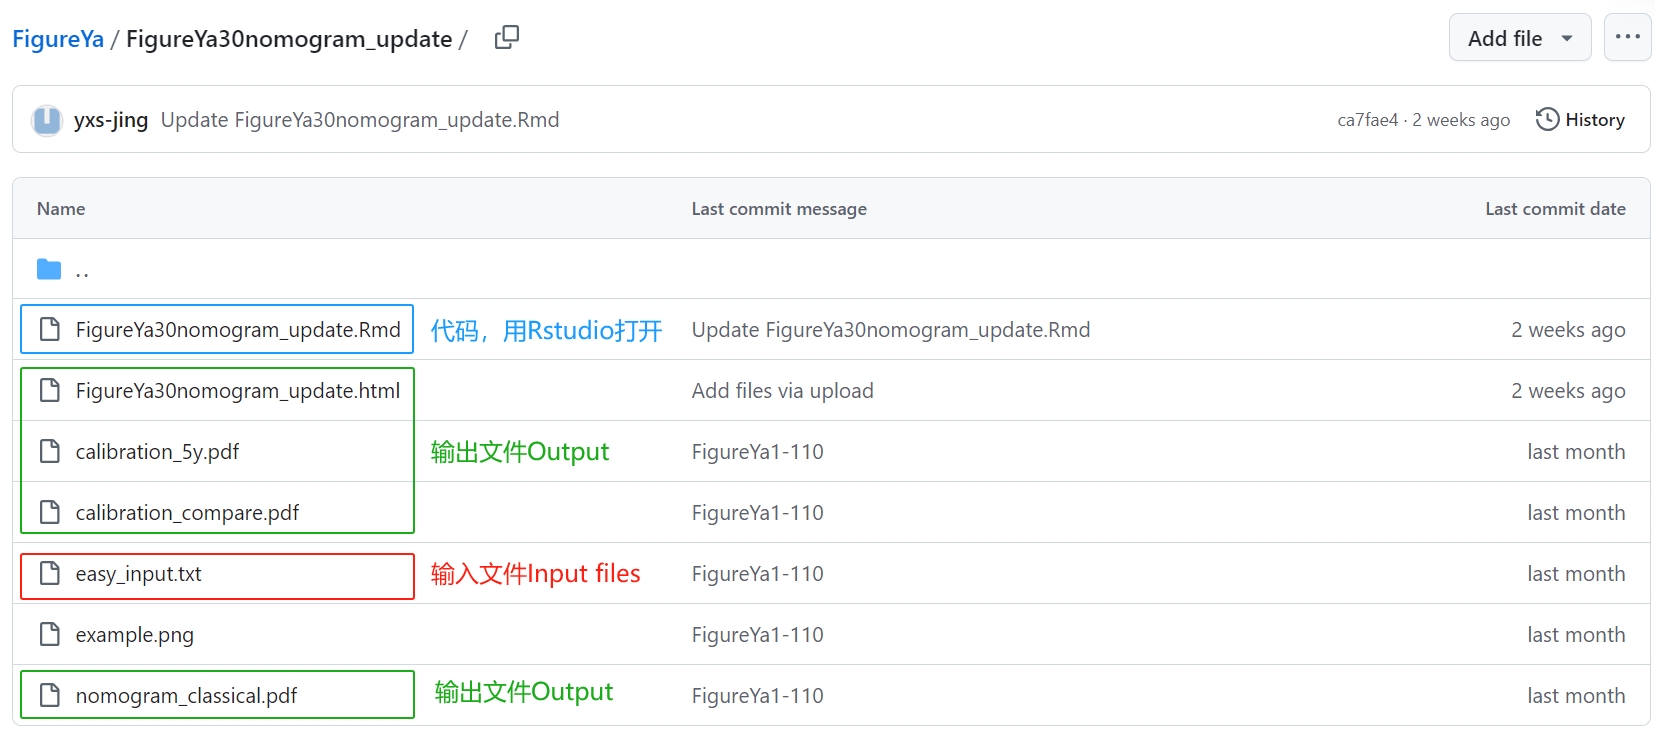 FigureYa / FigureYa30nomogram_update /
Add file
yxs-jing Update FigureYa30nomogram_update.Rmd
ca7fae4 · 2 weeks ago
History
Name Last commit message Last commit date
..
FigureYa30nomogram_update.Rmd 代码，用Rstudio打开 Update FigureYa30nomogram_update.Rmd 2 weeks ago
FigureYa30nomogram_update.html Add files via upload 2 weeks ago
calibration_5y.pdf 输出文件Output FigureYa1-110 last month
calibration_compare.pdf FigureYa1-110 last month
easy_input.txt 输入文件Input files FigureYa1-110 last month
example.png FigureYa1-110 last month
nomogram_classical.pdf 输出文件Output FigureYa1-110 last month